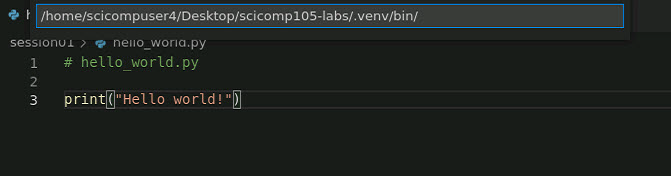 /home/scicompuser4/Desktop/scicomp105-labs/.venv/bin/
session01 > hello_world.py
1 # hello_world.py
2
3 print("Hello world!")